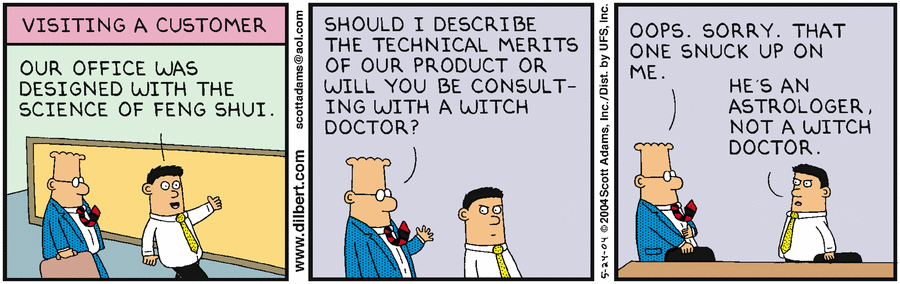 VISITING A CUSTOMER
OUR OFFICE WAS
DESIGNED WITH THE
SCIENCE OF FENG SHUI.
www.dilbert.com
scottadams@aol.com
SHOULD I DESCRIBE
THE TECHNICAL MERITS
OF OUR PRODUCT OR
WILL YOU BE CONSULT-
ING WITH A WITCH
DOCTOR?
5-24-04 © 2004 Scott Adams, Inc./Dist. by UFS, Inc.
OOPS. SORRY. THAT
ONE SNUCK UP ON
ME.
HE'S AN
ASTROLOGER,
NOT A WITCH
DOCTOR.